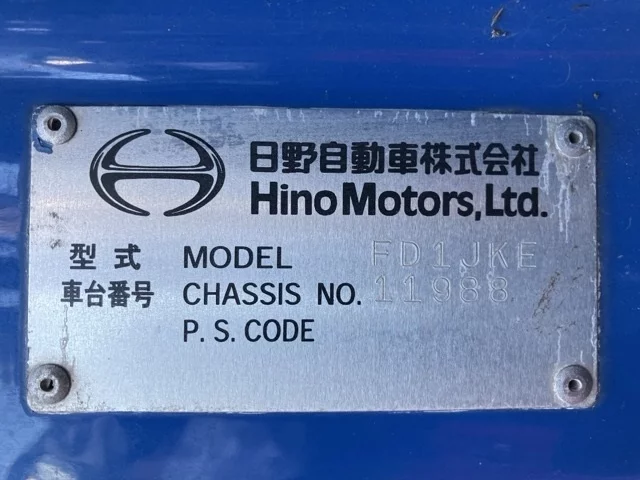 日野自動車株式会社
Hino Motors, Ltd.
型式 MODEL FD1JKE
車台番号 CHASSIS NO. 11988
P. S. CODE